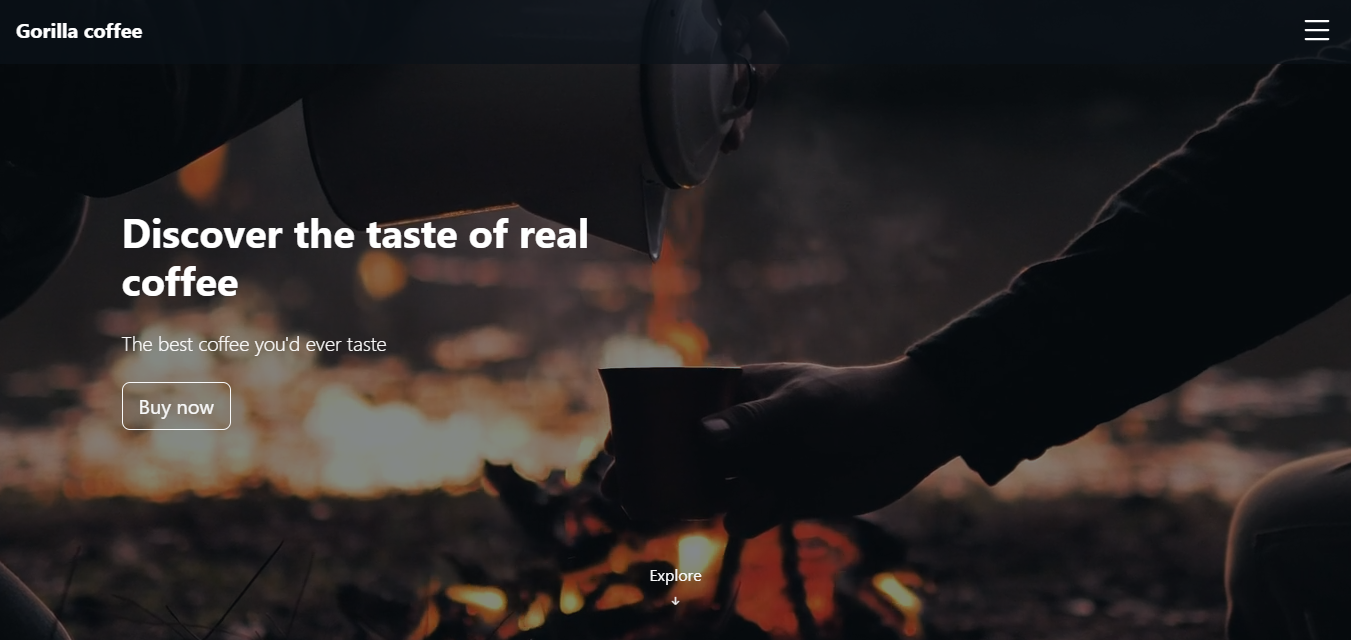 Gorilla coffee
Discover the taste of real
coffee
The best coffee you'd ever taste
Buy now
Explore